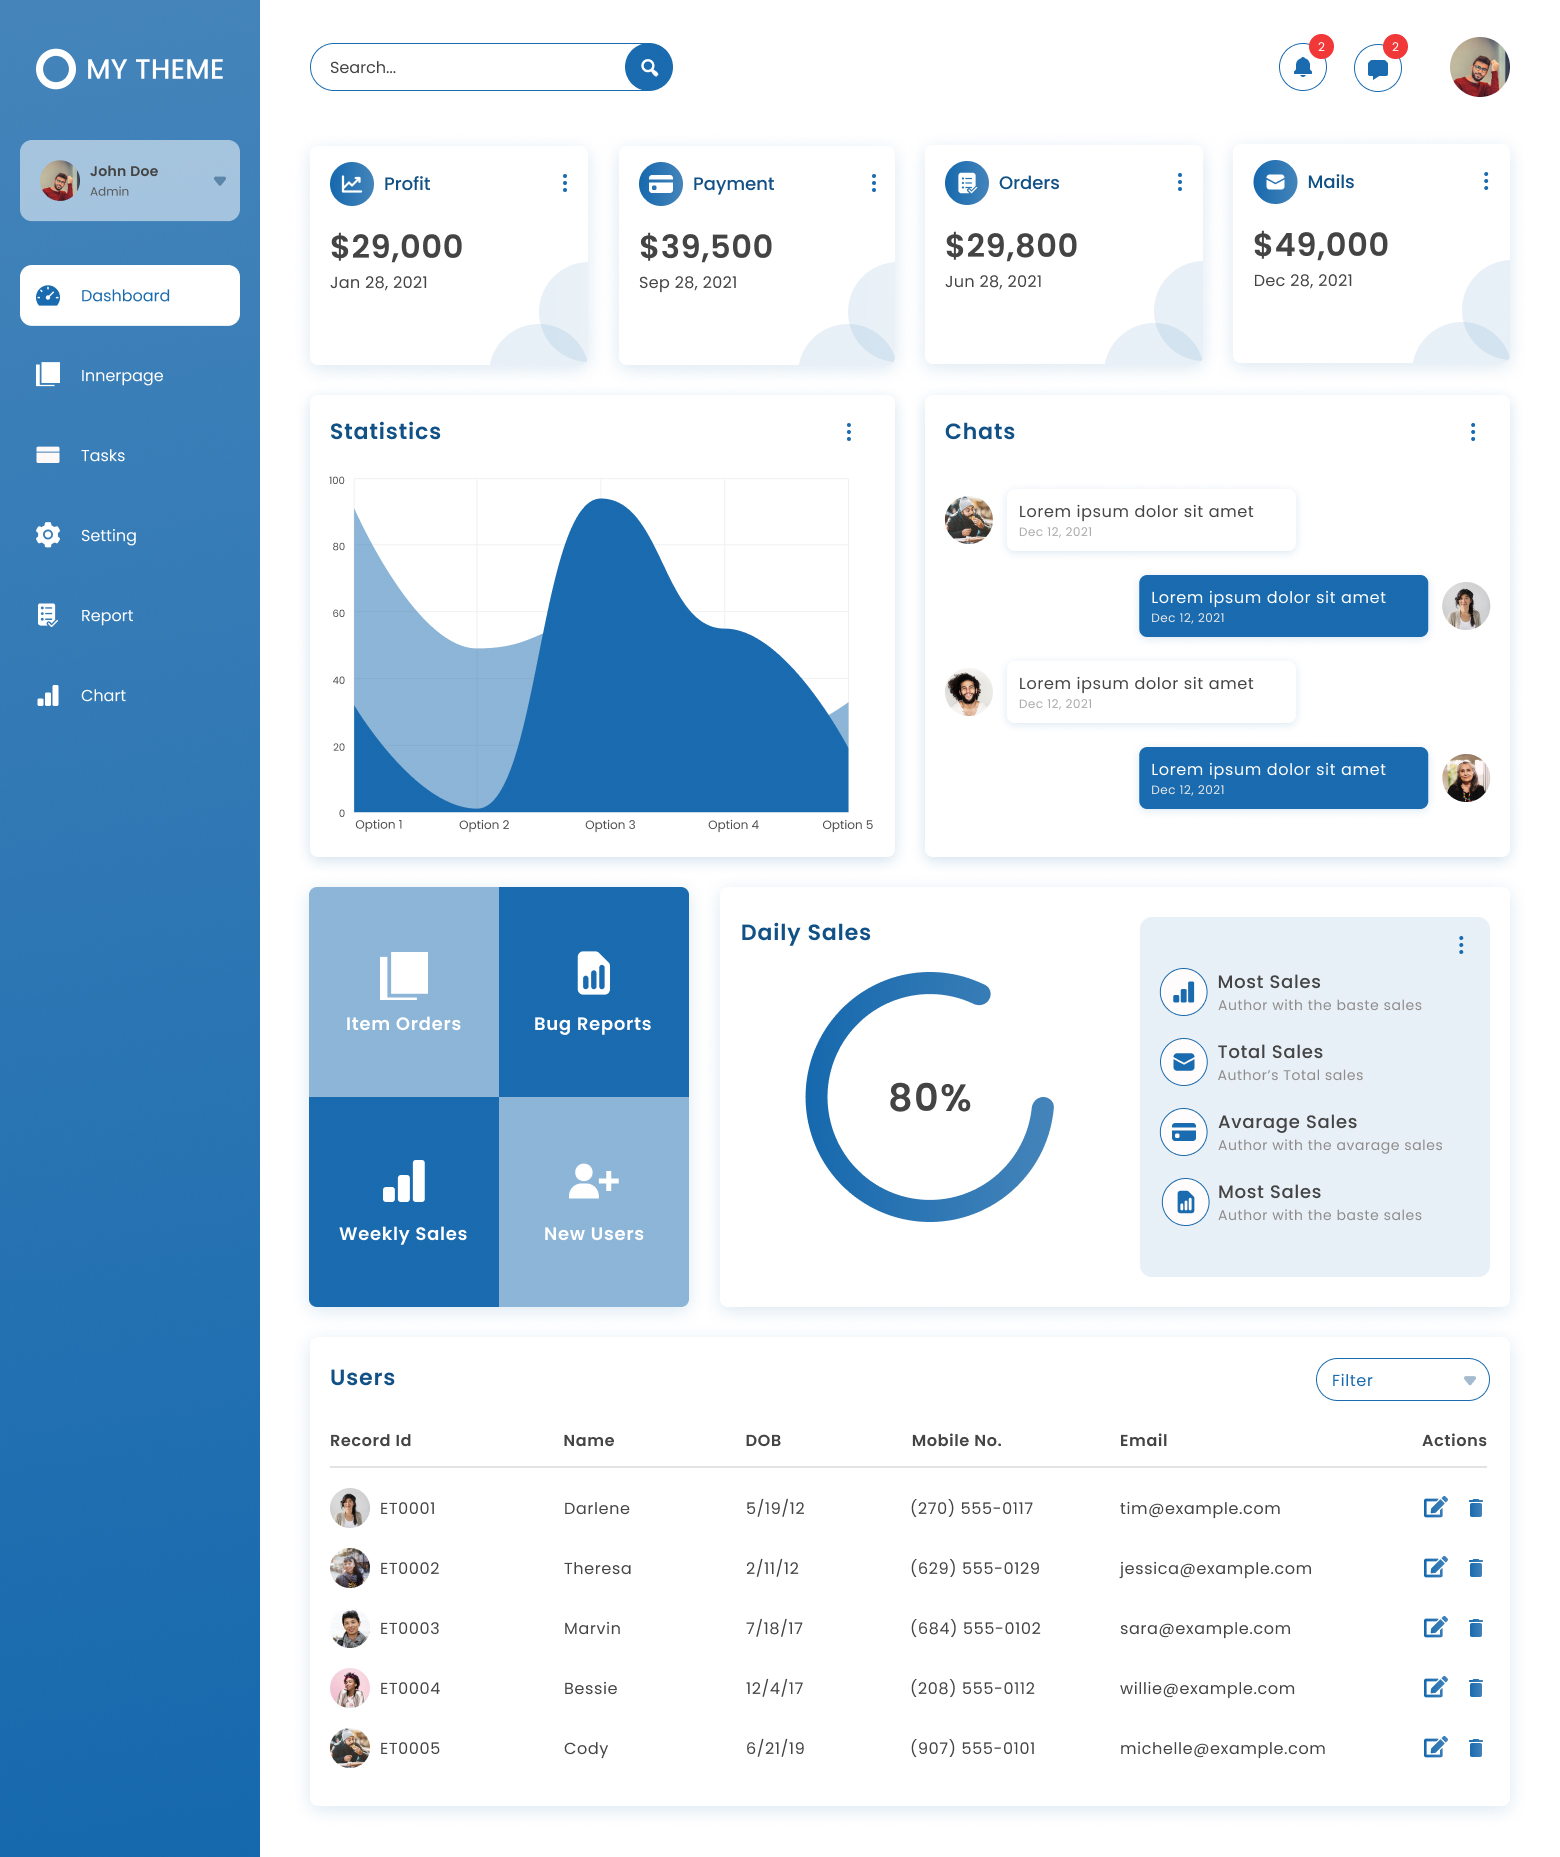 MY THEME
John Doe
Admin
Dashboard
Innerpage
Tasks
Setting
Report
Chart
Search...
2
2
Profit
$29,000
Jan 28, 2021
Payment
$39,500
Sep 28, 2021
Orders
$29,800
Jun 28, 2021
Mails
$49,000
Dec 28, 2021
Statistics
100
80
60
40
20
0
Option 1 Option 2 Option 3 Option 4 Option 5
Chats
Lorem ipsum dolor sit amet
Dec 12, 2021
Lorem ipsum dolor sit amet
Dec 12, 2021
Lorem ipsum dolor sit amet
Dec 12, 2021
Lorem ipsum dolor sit amet
Dec 12, 2021
Item Orders
Bug Reports
Weekly Sales
New Users
Daily Sales
80%
Most Sales
Author with the baste sales
Total Sales
Author's Total sales
Avarage Sales
Author with the avarage sales
Most Sales
Author with the baste sales
Users
Filter
Record Id Name DOB Mobile No. Email Actions
ET0001 Darlene 5/19/12 (270) 555-0117 tim@example.com
ET0002 Theresa 2/11/12 (629) 555-0129 jessica@example.com
ET0003 Marvin 7/18/17 (684) 555-0102 sara@example.com
ET0004 Bessie 12/4/17 (208) 555-0112 willie@example.com
ET0005 Cody 6/21/19 (907) 555-0101 michelle@example.com